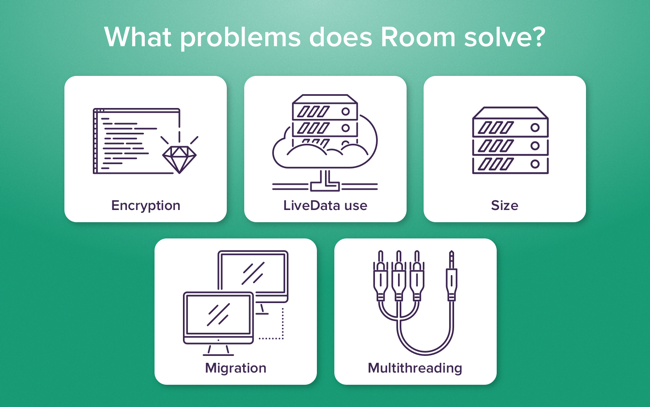 What problems does Room solve?
Encryption
LiveData use
Size
Migration
Multithreading